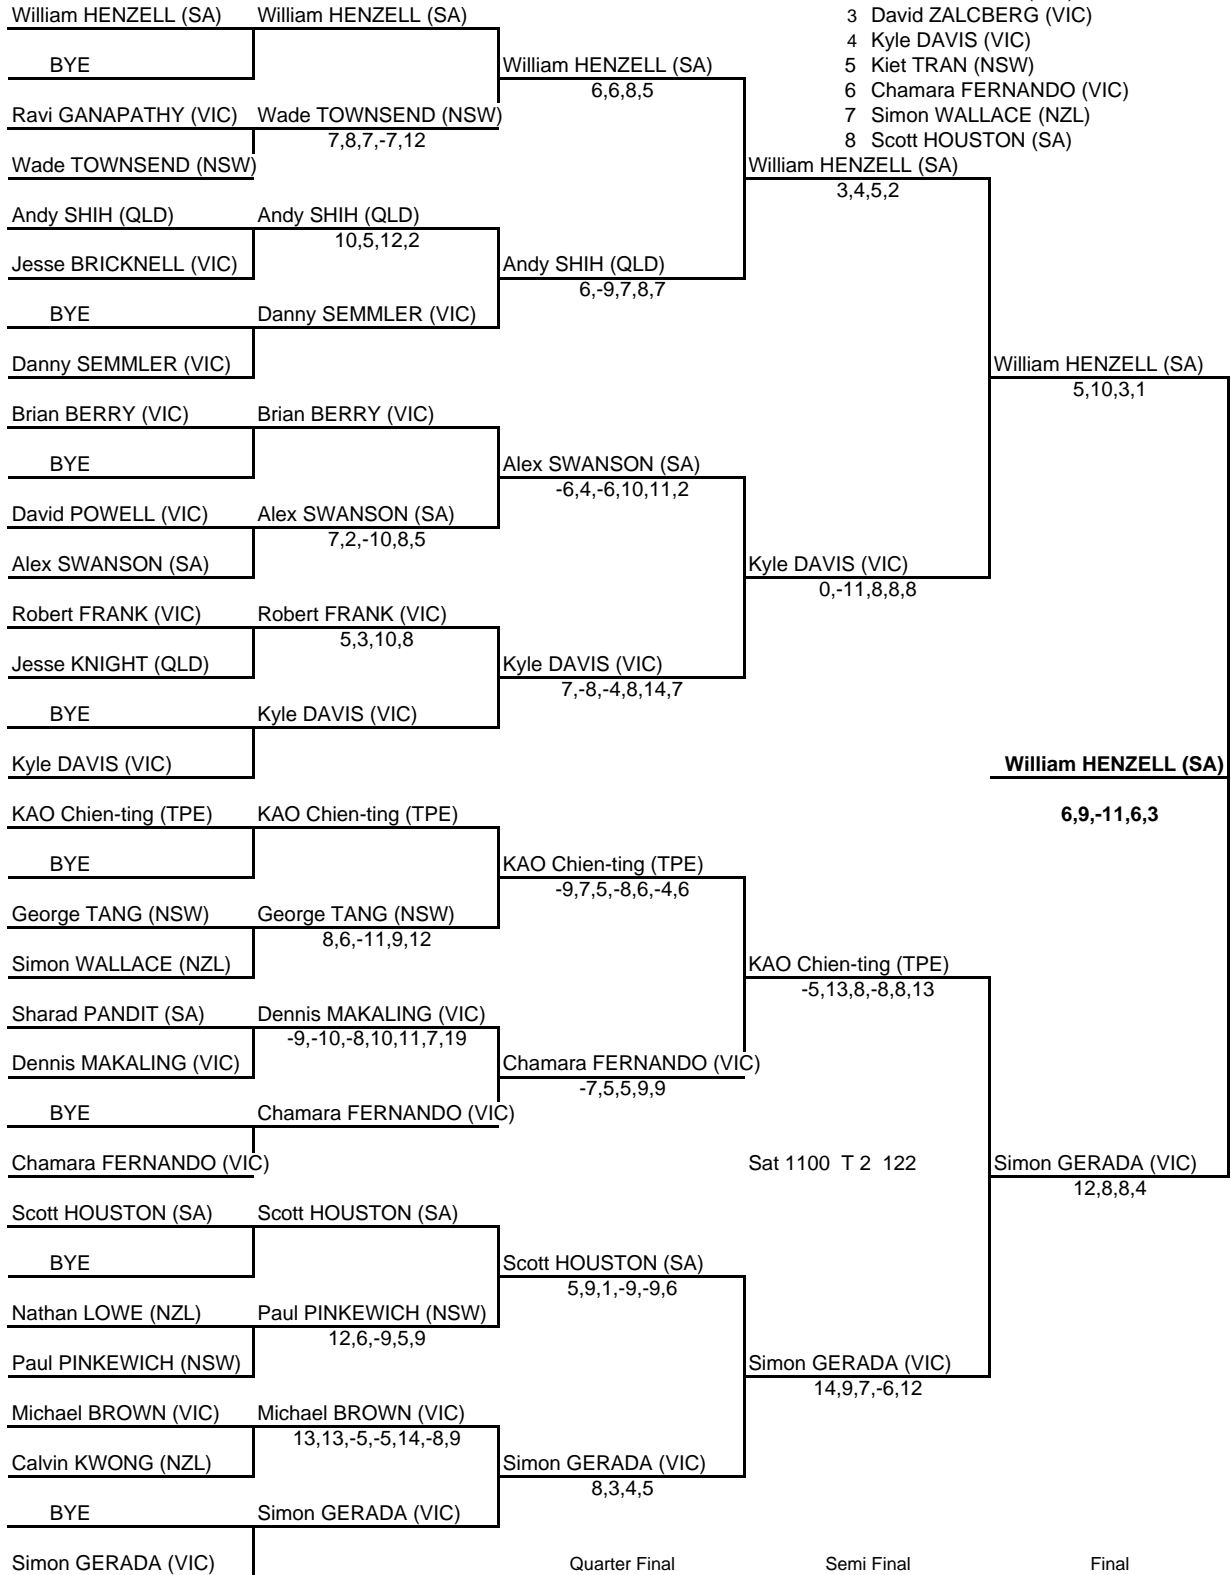 William HENZELL (SA) William HENZELL (SA)
3 David ZALCBERG (VIC)
4 Kyle DAVIS (VIC)
BYE William HENZELL (SA) 5 Kiet TRAN (NSW)
6,6,8,5 6 Chamara FERNANDO (VIC)
Ravi GANAPATHY (VIC) Wade TOWNSEND (NSW) 7 Simon WALLACE (NZL)
7,8,7,-7,12 8 Scott HOUSTON (SA)
Wade TOWNSEND (NSW) William HENZELL (SA)
3,4,5,2
Andy SHIH (QLD) Andy SHIH (QLD)
10,5,12,2
Jesse BRICKNELL (VIC) Andy SHIH (QLD)
6,-9,7,8,7
BYE Danny SEMMLER (VIC)
Danny SEMMLER (VIC) William HENZELL (SA)
5,10,3,1
Brian BERRY (VIC) Brian BERRY (VIC)
BYE Alex SWANSON (SA)
-6,4,-6,10,11,2
David POWELL (VIC) Alex SWANSON (SA)
7,2,-10,8,5
Alex SWANSON (SA) Kyle DAVIS (VIC)
0,-11,8,8,8
Robert FRANK (VIC) Robert FRANK (VIC)
5,3,10,8
Jesse KNIGHT (QLD) Kyle DAVIS (VIC)
7,-8,-4,8,14,7
BYE Kyle DAVIS (VIC)
Kyle DAVIS (VIC) William HENZELL (SA)
KAO Chien-ting (TPE) KAO Chien-ting (TPE) 6,9,-11,6,3
BYE KAO Chien-ting (TPE)
-9,7,5,-8,6,-4,6
George TANG (NSW) George TANG (NSW)
8,6,-11,9,12
Simon WALLACE (NZL) KAO Chien-ting (TPE)
-5,13,8,-8,8,13
Sharad PANDIT (SA) Dennis MAKALING (VIC)
-9,-10,-8,10,11,7,19
Dennis MAKALING (VIC) Chamara FERNANDO (VIC)
-7,5,5,9,9
BYE Chamara FERNANDO (VIC)
Chamara FERNANDO (VIC) Sat 1100 T 2 122 Simon GERADA (VIC)
12,8,8,4
Scott HOUSTON (SA) Scott HOUSTON (SA)
BYE Scott HOUSTON (SA)
5,9,1,-9,-9,6
Nathan LOWE (NZL) Paul PINKEWICH (NSW)
12,6,-9,5,9
Paul PINKEWICH (NSW) Simon GERADA (VIC)
14,9,7,-6,12
Michael BROWN (VIC) Michael BROWN (VIC)
13,13,-5,-5,14,-8,9
Calvin KWONG (NZL) Simon GERADA (VIC)
8,3,4,5
BYE Simon GERADA (VIC)
Simon GERADA (VIC) Quarter Final Semi Final Final